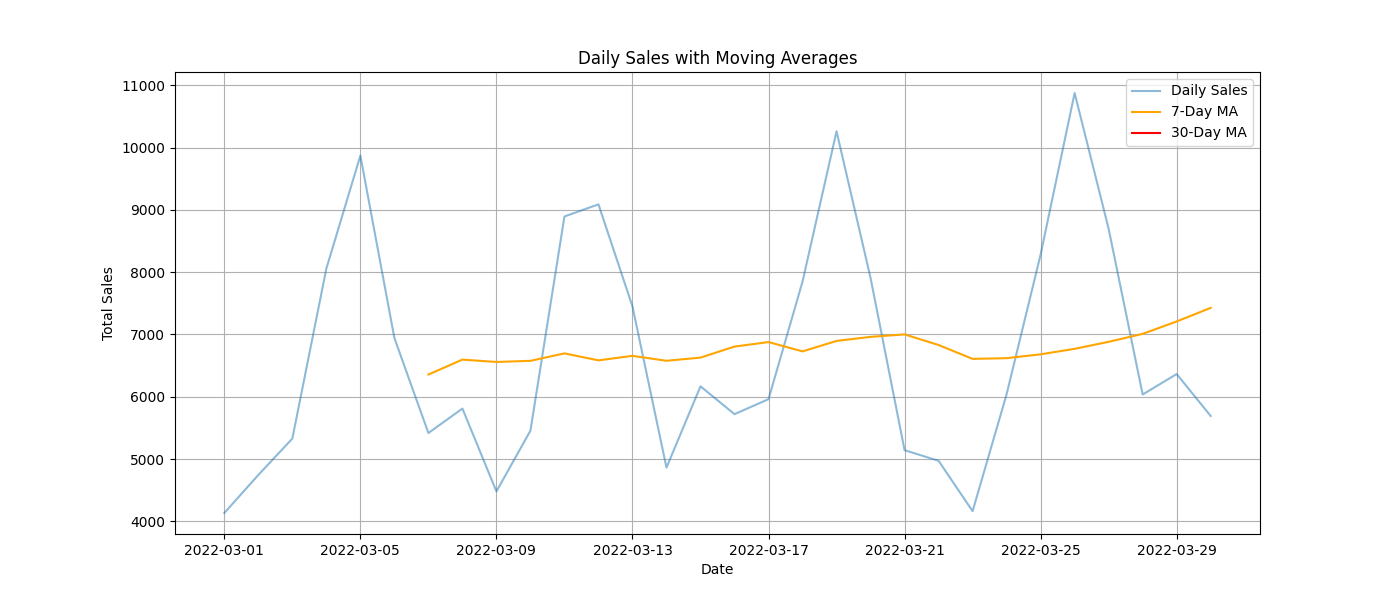 Daily Sales with Moving Averages
Daily Sales
7-Day MA
30-Day MA
Total Sales
11000
10000
9000
8000
7000
6000
5000
4000
2022-03-01
2022-03-05
2022-03-09
2022-03-13
2022-03-17
2022-03-21
2022-03-25
2022-03-29
Date